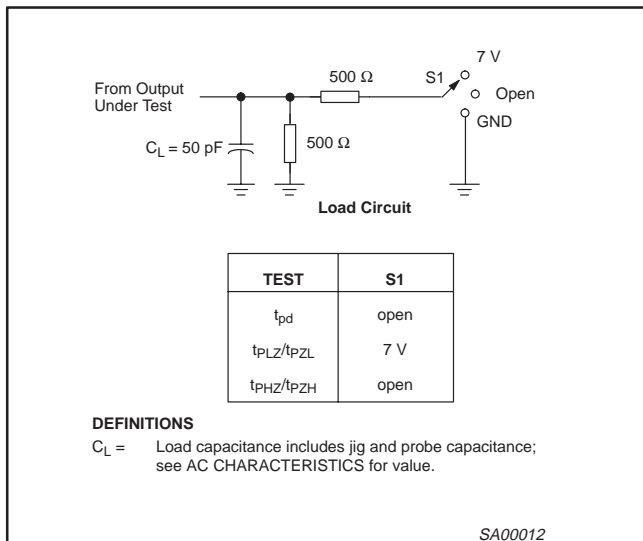 7 V
500 Ω
S1
From Output
Under Test
Open
GND
C_L = 50 pF
500 Ω
Load Circuit
TEST S1
t_pd open
t_PLZ/t_PZL 7 V
t_PHZ/t_PZH open
DEFINITIONS
C_L = Load capacitance includes jig and probe capacitance;
see AC CHARACTERISTICS for value.
SA00012